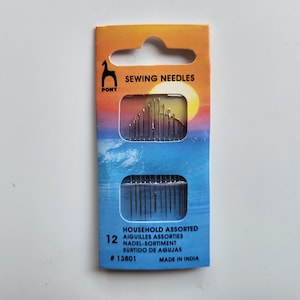 PONY
SEWING NEEDLES
12
HOUSEHOLD ASSORTED
AIGUILLES ASSORTIES
NADEL-SORTIMENT
SURTIDO DE AGUJAS
# 13801
MADE IN INDIA